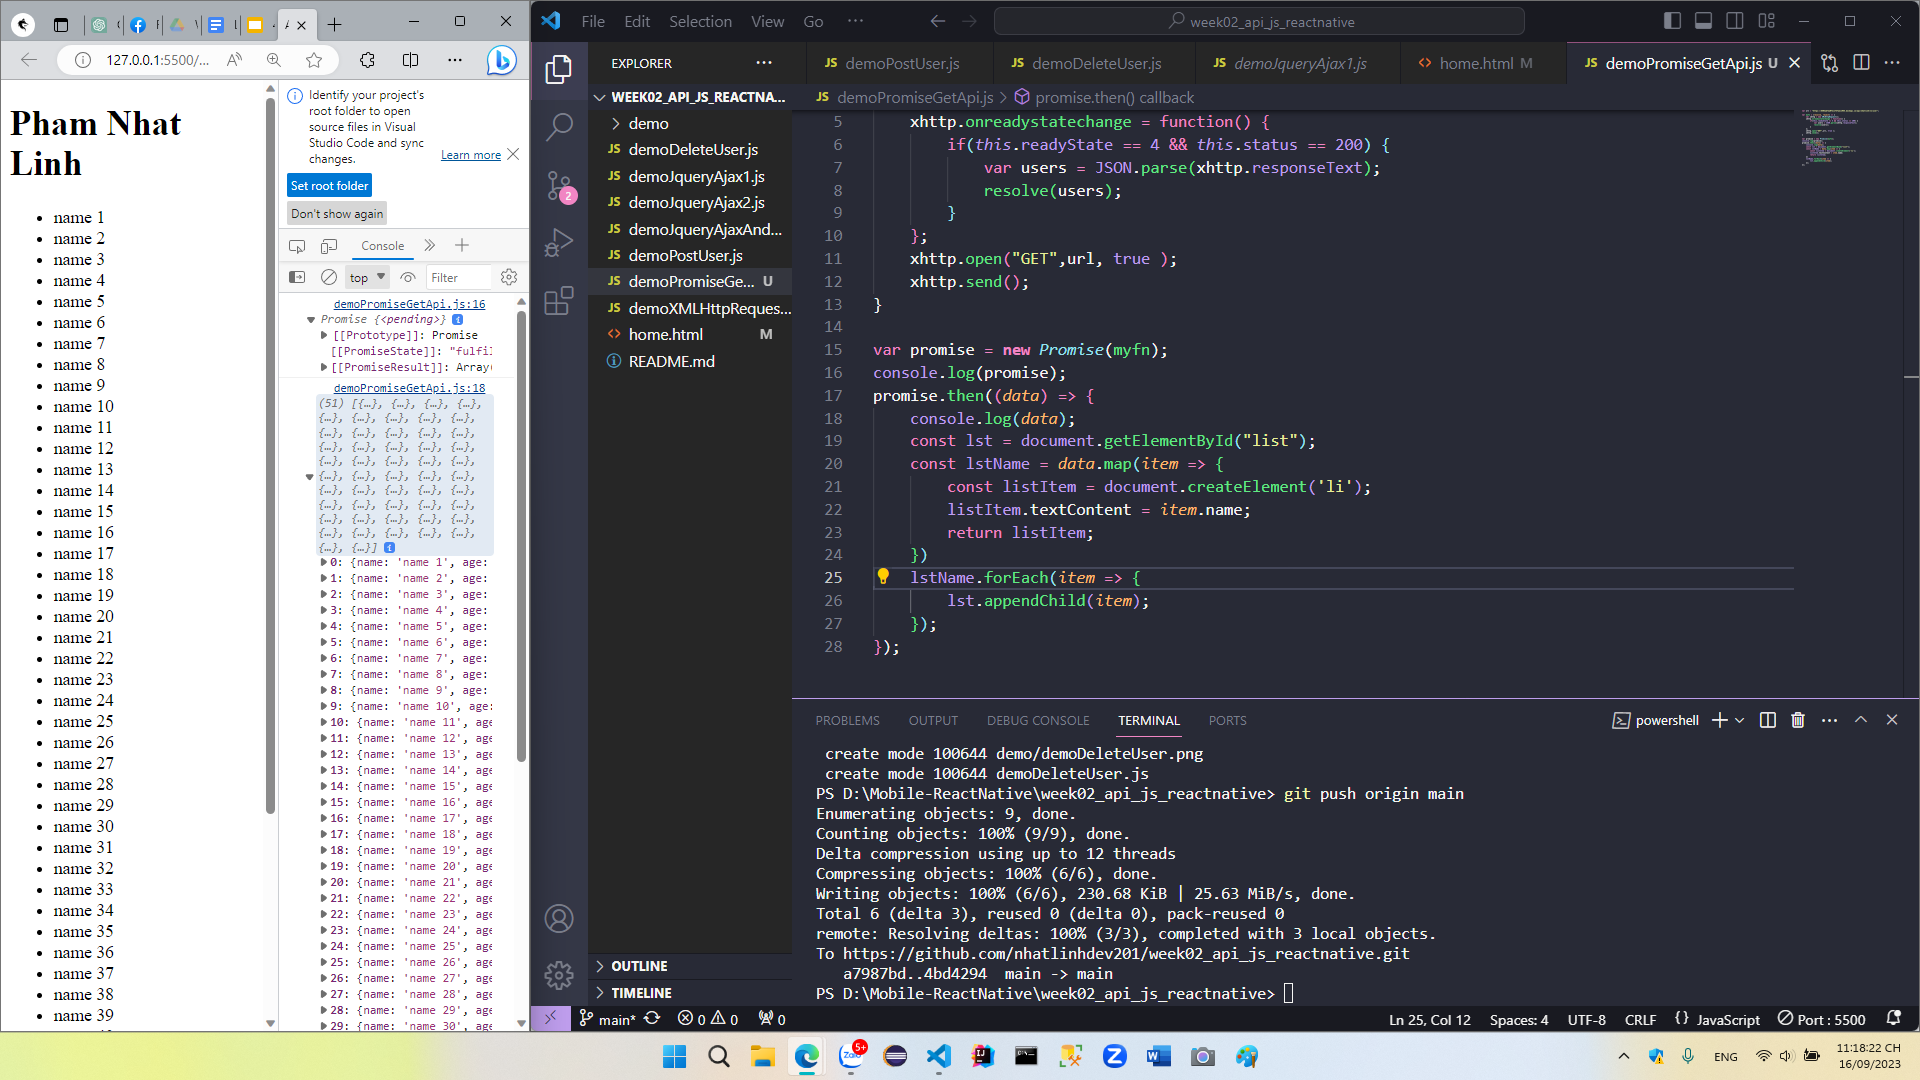 127.0.0.1:5500/...
Pham Nhat
Linh
name 1
name 2
name 3
name 4
name 5
name 6
name 7
name 8
name 9
name 10
name 11
name 12
name 13
name 14
name 15
name 16
name 17
name 18
name 19
name 20
name 21
name 22
name 23
name 24
name 25
name 26
name 27
name 28
name 29
name 30
name 31
name 32
name 33
name 34
name 35
name 36
name 37
name 38
name 39
Identify your project's
root folder to open
source files in Visual
Studio Code and sync
changes.
Learn more
Set root folder
Don't show again
Console
top
Filter
demoPromiseGetApi.js:16
Promise {<pending>}
[[Prototype]]: Promise
[[PromiseState]]: "fulfil
[[PromiseResult]]: Array(
demoPromiseGetApi.js:18
(51) [{…}, {…}, {…}, {…},
{…}, {…}, {…}, {…}, {…},
{…}, {…}, {…}, {…}, {…},
{…}, {…}, {…}, {…}, {…},
{…}, {…}, {…}, {…}, {…},
{…}, {…}, {…}, {…}, {…},
{…}, {…}, {…}, {…}, {…},
{…}, {…}, {…}, {…}, {…},
{…}, {…}, {…}, {…}, {…},
{…}, {…}, {…}, {…}, {…},
{…}, {…}]
0: {name: 'name 1', age:
1: {name: 'name 2', age:
2: {name: 'name 3', age:
3: {name: 'name 4', age:
4: {name: 'name 5', age:
5: {name: 'name 6', age:
6: {name: 'name 7', age:
7: {name: 'name 8', age:
8: {name: 'name 9', age:
9: {name: 'name 10', age:
10: {name: 'name 11', age
11: {name: 'name 12', age
12: {name: 'name 13', age
13: {name: 'name 14', age
14: {name: 'name 15', age
15: {name: 'name 16', age
16: {name: 'name 17', age
17: {name: 'name 18', age
18: {name: 'name 19', age
19: {name: 'name 20', age
20: {name: 'name 21', age
21: {name: 'name 22', age
22: {name: 'name 23', age
23: {name: 'name 24', age
24: {name: 'name 25', age
25: {name: 'name 26', age
26: {name: 'name 27', age
27: {name: 'name 28', age
28: {name: 'name 29', age
29: {name: 'name 30', age
File Edit Selection View Go ···
week02_api_js_reactnative
EXPLORER
WEEK02_API_JS_REACTNA...
demo
JS demoDeleteUser.js
JS demoJqueryAjax1.js
JS demoJqueryAjax2.js
JS demoJqueryAjaxAnd...
JS demoPostUser.js
JS demoPromiseGe... U
JS demoXMLHttpReques...
home.html M
README.md
OUTLINE
TIMELINE
2
JS demoPostUser.js
JS demoDeleteUser.js
JS demoJqueryAjax1.js
home.html M
JS demoPromiseGetApi.js U
JS demoPromiseGetApi.js > promise.then() callback
5 xhttp.onreadystatechange = function() {
6 if(this.readyState == 4 && this.status == 200) {
7 var users = JSON.parse(xhttp.responseText);
8 resolve(users);
9 }
10 };
11 xhttp.open("GET",url, true );
12 xhttp.send();
13 }
14
15 var promise = new Promise(myfn);
16 console.log(promise);
17 promise.then((data) => {
18 console.log(data);
19 const lst = document.getElementById("list");
20 const lstName = data.map(item => {
21 const listItem = document.createElement('li');
22 listItem.textContent = item.name;
23 return listItem;
24 })
25 lstName.forEach(item => {
26 lst.appendChild(item);
27 });
28 });
PROBLEMS OUTPUT DEBUG CONSOLE TERMINAL PORTS
powershell
create mode 100644 demo/demoDeleteUser.png
create mode 100644 demoDeleteUser.js
PS D:\Mobile-ReactNative\week02_api_js_reactnative> git push origin main
Enumerating objects: 9, done.
Counting objects: 100% (9/9), done.
Delta compression using up to 12 threads
Compressing objects: 100% (6/6), done.
Writing objects: 100% (6/6), 230.68 KiB | 25.63 MiB/s, done.
Total 6 (delta 3), reused 0 (delta 0), pack-reused 0
remote: Resolving deltas: 100% (3/3), completed with 3 local objects.
To https://github.com/nhatlinhdev201/week02_api_js_reactnative.git
a7987bd..4bd4294 main -> main
PS D:\Mobile-ReactNative\week02_api_js_reactnative>
main* 0 0 0
Ln 25, Col 12 Spaces: 4 UTF-8 CRLF {} JavaScript Port : 5500
Zalo 5+
ENG
11:18:22 CH
16/09/2023